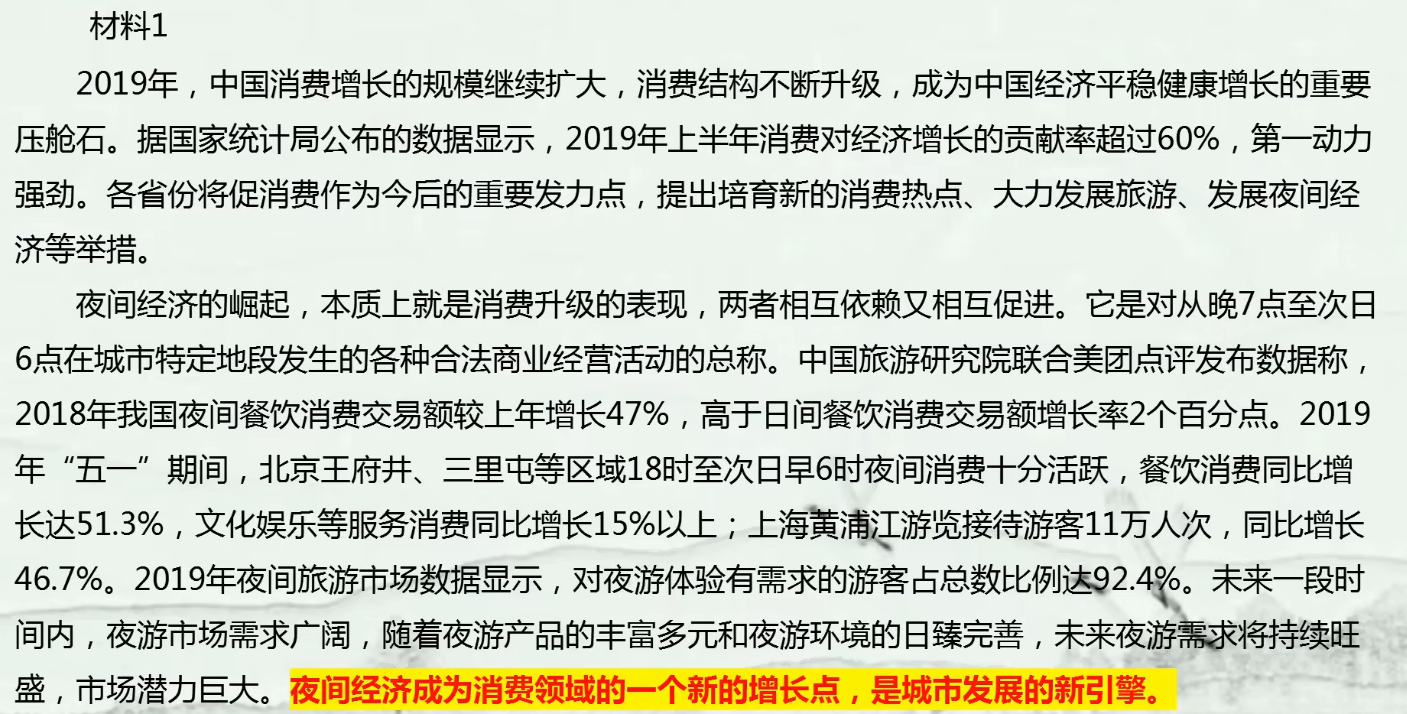 材料1
2019年，中国消费增长的规模继续扩大，消费结构不断升级，成为中国经济平稳健康增长的重要
压舱石。据国家统计局公布的数据显示，2019年上半年消费对经济增长的贡献率超过60%，第一动力
强劲。各省份将促消费作为今后的重要发力点，提出培育新的消费热点、大力发展旅游、发展夜间经
济等举措。
夜间经济的崛起，本质上就是消费升级的表现，两者相互依赖又相互促进。它是对从晚7点至次日
6点在城市特定地段发生的各种合法商业经营活动的总称。中国旅游研究院联合美团点评发布数据称，
2018年我国夜间餐饮消费交易额较上年增长47%，高于日间餐饮消费交易额增长率2个百分点。2019
年“五一”期间，北京王府井、三里屯等区域18时至次日早6时夜间消费十分活跃，餐饮消费同比增
长达51.3%，文化娱乐等服务消费同比增长15%以上；上海黄浦江游览接待游客11万人次，同比增长
46.7%。2019年夜间旅游市场数据显示，对夜游体验有需求的游客占总数比例达92.4%。未来一段时
间内，夜游市场需求广阔，随着夜游产品的丰富多元和夜游环境的日臻完善，未来夜游需求将持续旺
盛，市场潜力巨大。夜间经济成为消费领域的一个新的增长点，是城市发展的新引擎。